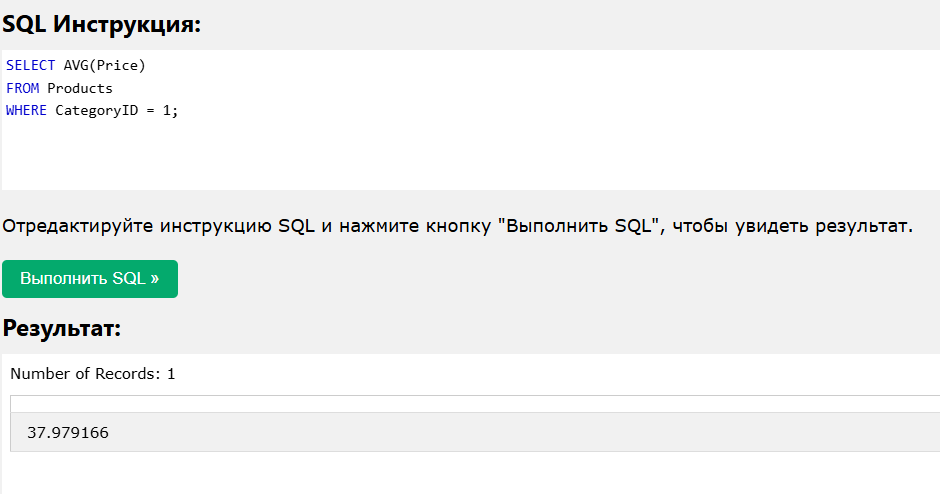 SQL Инструкция:
SELECT AVG(Price)
FROM Products
WHERE CategoryID = 1;
Отредактируйте инструкцию SQL и нажмите кнопку "Выполнить SQL", чтобы увидеть результат.
Выполнить SQL »
Результат:
Number of Records: 1
37.979166